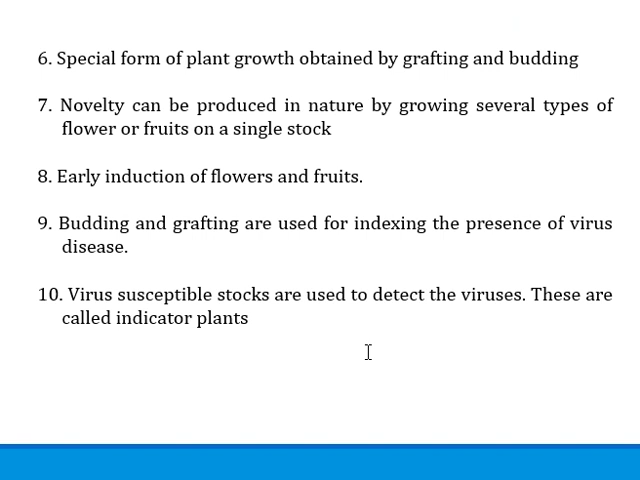 6. Special form of plant growth obtained by grafting and budding
7. Novelty can be produced in nature by growing several types of
flower or fruits on a single stock
8. Early induction of flowers and fruits.
9. Budding and grafting are used for indexing the presence of virus
disease.
10. Virus susceptible stocks are used to detect the viruses. These are
called indicator plants